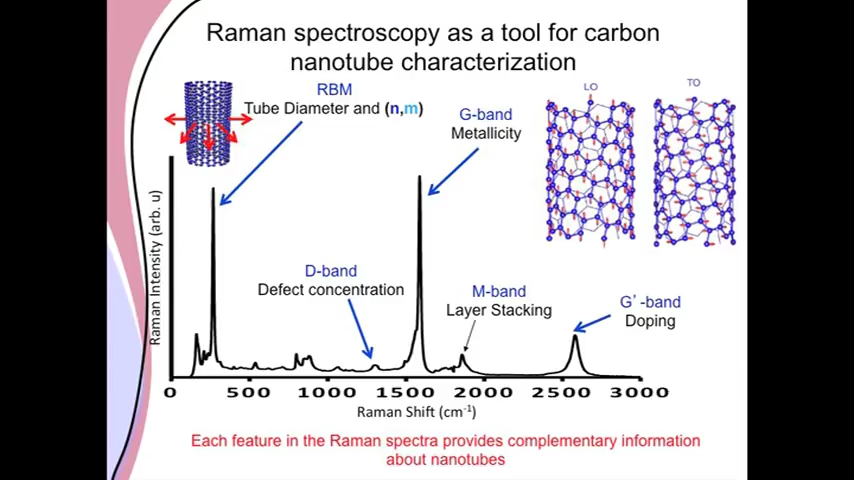 Raman spectroscopy as a tool for carbon
nanotube characterization
RBM
Tube Diameter and (n,m)
G-band
Metallicity
LO
TO
D-band
Defect concentration
M-band
Layer Stacking
G’-band
Doping
Raman Intensity (arb. u)
0 500 1000 1500 2000 2500 3000
Raman Shift (cm-1)
Each feature in the Raman spectra provides complementary information
about nanotubes